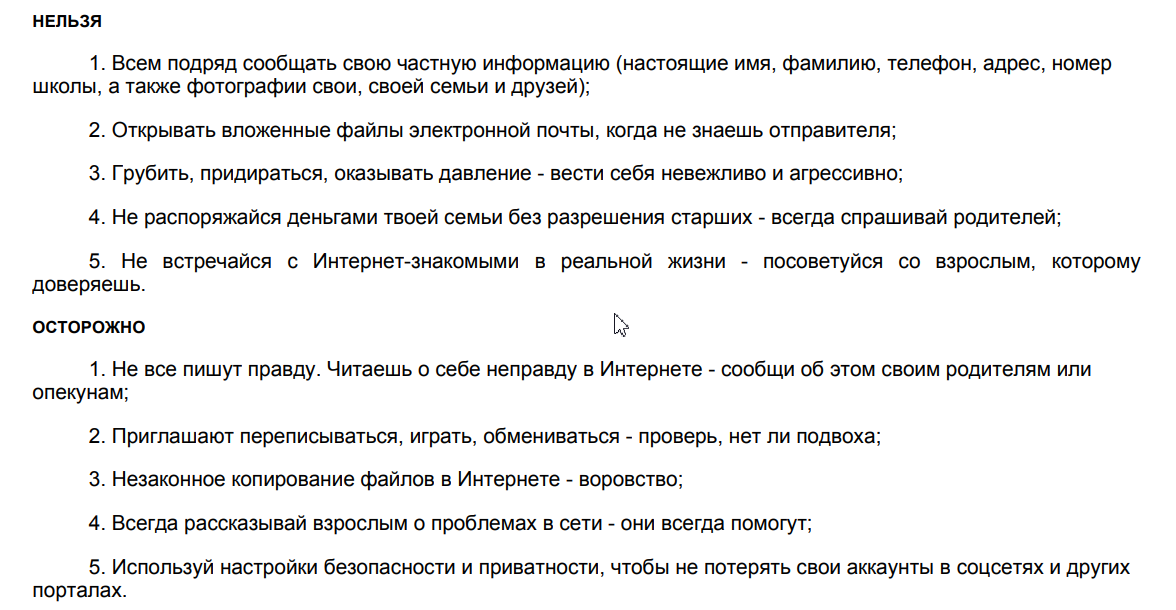 НЕЛЬЗЯ
1. Всем подряд сообщать свою частную информацию (настоящие имя, фамилию, телефон, адрес, номер
школы, а также фотографии свои, своей семьи и друзей);
2. Открывать вложенные файлы электронной почты, когда не знаешь отправителя;
3. Грубить, придираться, оказывать давление - вести себя невежливо и агрессивно;
4. Не распоряжайся деньгами твоей семьи без разрешения старших - всегда спрашивай родителей;
5. Не встречайся с Интернет-знакомыми в реальной жизни - посоветуйся со взрослым, которому
доверяешь.
ОСТОРОЖНО
1. Не все пишут правду. Читаешь о себе неправду в Интернете - сообщи об этом своим родителям или
опекунам;
2. Приглашают переписываться, играть, обмениваться - проверь, нет ли подвоха;
3. Незаконное копирование файлов в Интернете - воровство;
4. Всегда рассказывай взрослым о проблемах в сети - они всегда помогут;
5. Используй настройки безопасности и приватности, чтобы не потерять свои аккаунты в соцсетях и других
порталах.